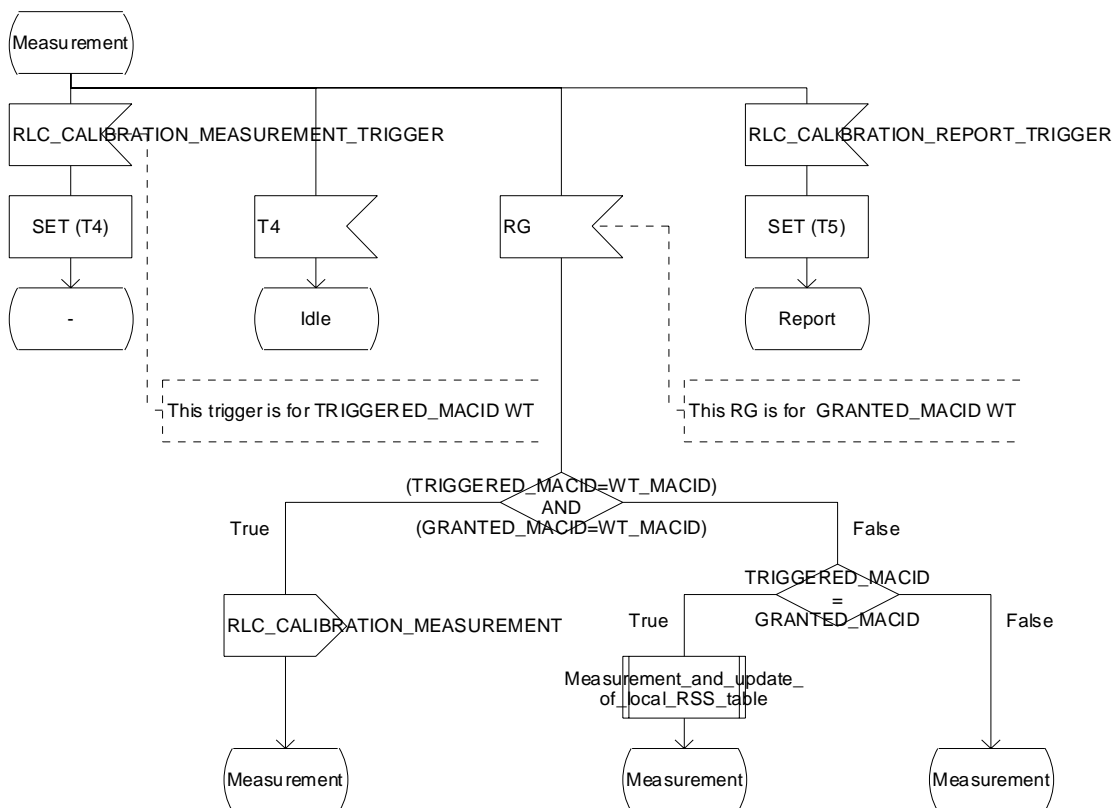 Measurement
RLC_CALIBRATION_MEASUREMENT_TRIGGER
RLC_CALIBRATION_REPORT_TRIGGER
SET (T4)
T4
RG
SET (T5)
-
Idle
Report
This trigger is for TRIGGERED_MACID WT
This RG is for GRANTED_MACID WT
(TRIGGERED_MACID=WT_MACID)
AND
(GRANTED_MACID=WT_MACID)
True
False
TRIGGERED_MACID
=
GRANTED_MACID
True
False
RLC_CALIBRATION_MEASUREMENT
Measurement_and_update_
of_local_RSS_table
Measurement
Measurement
Measurement